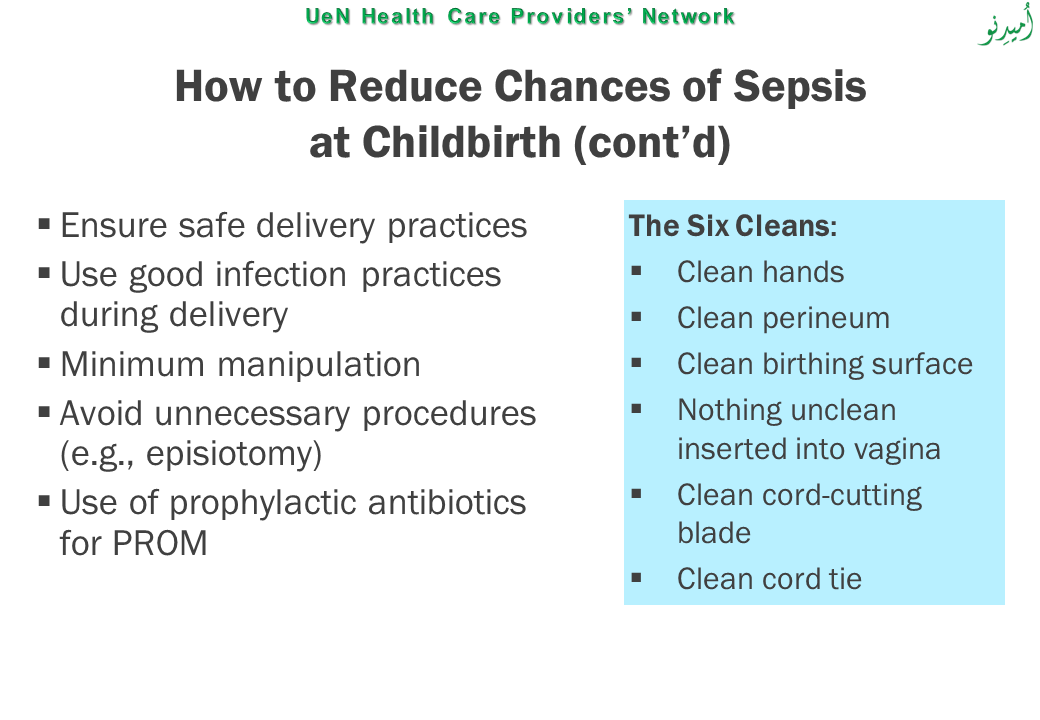 UeN Health Care Providers’ Network
اُمیدِنو
How to Reduce Chances of Sepsis
at Childbirth (cont’d)
▪ Ensure safe delivery practices
▪ Use good infection practices
during delivery
▪ Minimum manipulation
▪ Avoid unnecessary procedures
(e.g., episiotomy)
▪ Use of prophylactic antibiotics
for PROM
The Six Cleans:
▪ Clean hands
▪ Clean perineum
▪ Clean birthing surface
▪ Nothing unclean
inserted into vagina
▪ Clean cord-cutting
blade
▪ Clean cord tie